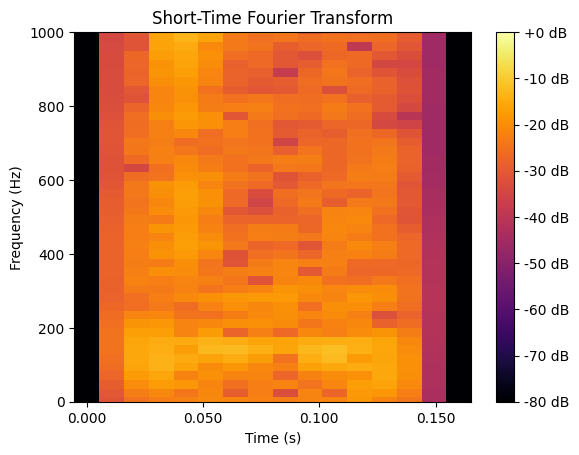 Short-Time Fourier Transform
Frequency (Hz)
1000
800
600
400
200
0
0.000 0.050 0.100 0.150
Time (s)
+0 dB
-10 dB
-20 dB
-30 dB
-40 dB
-50 dB
-60 dB
-70 dB
-80 dB